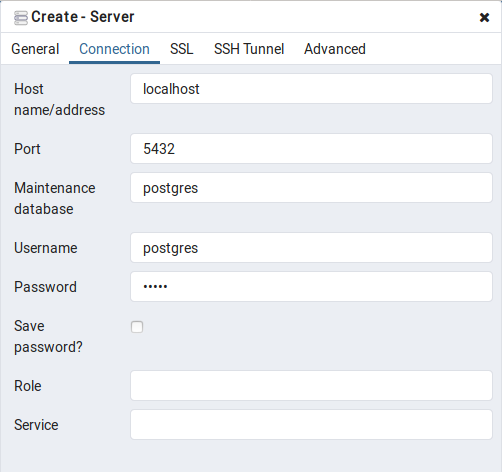 Create - Server
General Connection SSL SSH Tunnel Advanced
Host name/address localhost
Port 5432
Maintenance database postgres
Username postgres
Password •••••
Save password?
Role
Service